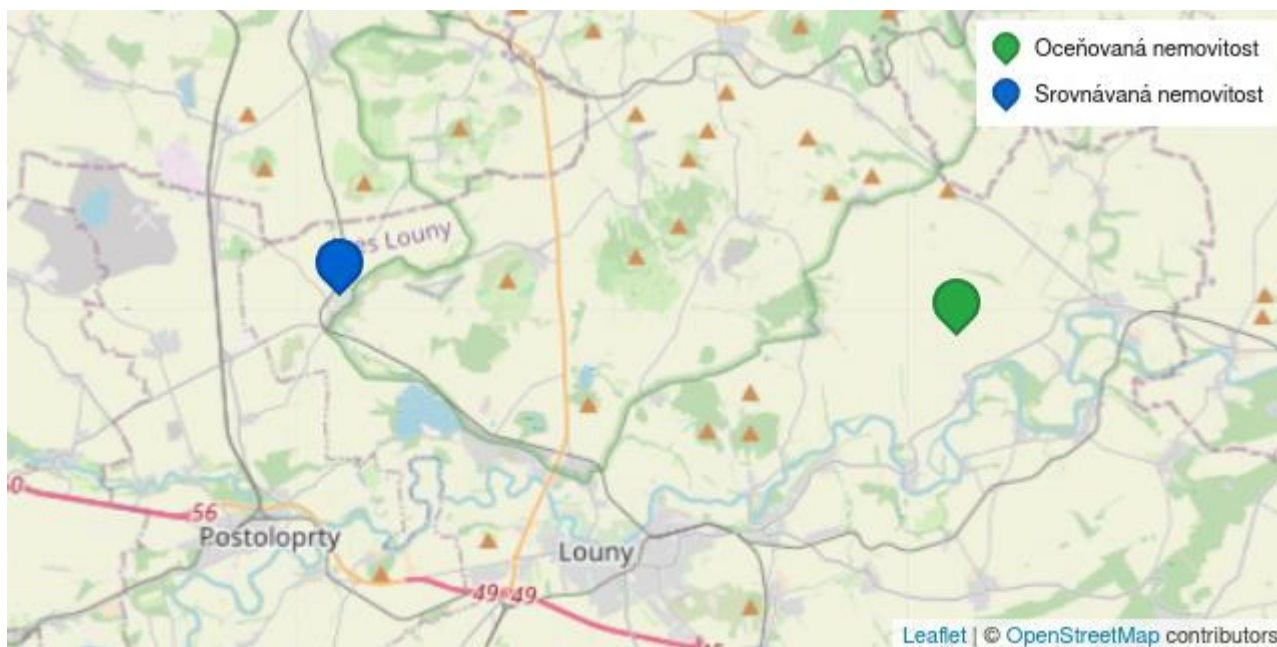 Oceňovaná nemovitost
Srovnávaná nemovitost
es Louny
56
Postoloprty
Louny
49
49
Leaflet | © OpenStreetMap contributors